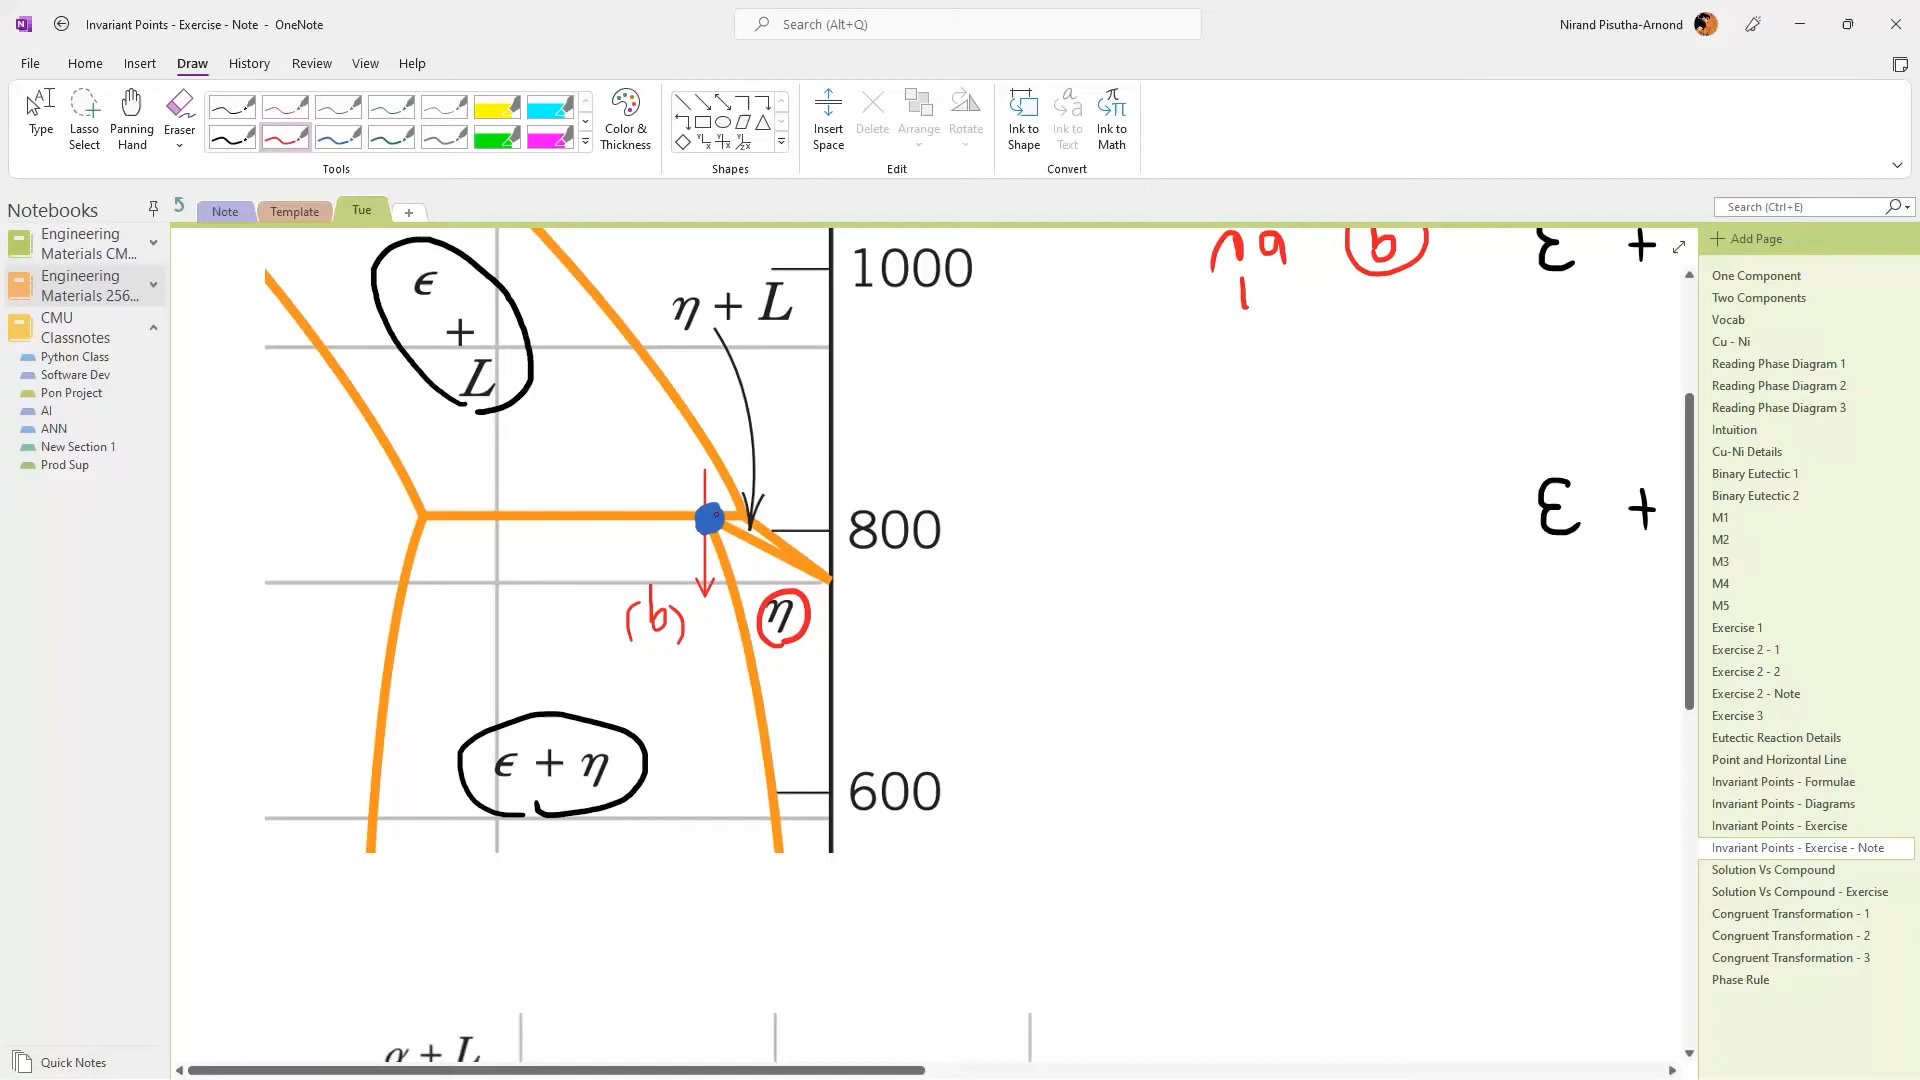 Invariant Points - Exercise - Note - OneNote
Search (Alt+Q)
Nirand Pisutha-Arnond
File Home Insert Draw History Review View Help
Type
Lasso Select
Panning Hand
Eraser
Color & Thickness
Insert Space
Delete
Arrange
Rotate
Ink to Shape
Ink to Text
Ink to Math
Tools
Shapes
Edit
Convert
Notebooks
Note
Template
Tue
Search (Ctrl+E)
Engineering Materials CM...
Engineering Materials 256...
CMU Classnotes
Python Class
Software Dev
Pon Project
AI
ANN
New Section 1
Prod Sup
Quick Notes
ϵ
+
L
η + L
1000
800
(b)
η
ϵ + η
600
α + L
b
ε +
ε +
Add Page
One Component
Two Components
Vocab
Cu - Ni
Reading Phase Diagram 1
Reading Phase Diagram 2
Reading Phase Diagram 3
Intuition
Cu-Ni Details
Binary Eutectic 1
Binary Eutectic 2
M1
M2
M3
M4
M5
Exercise 1
Exercise 2 - 1
Exercise 2 - 2
Exercise 2 - Note
Exercise 3
Eutectic Reaction Details
Point and Horizontal Line
Invariant Points - Formulae
Invariant Points - Diagrams
Invariant Points - Exercise
Invariant Points - Exercise - Note
Solution Vs Compound
Solution Vs Compound - Exercise
Congruent Transformation - 1
Congruent Transformation - 2
Congruent Transformation - 3
Phase Rule